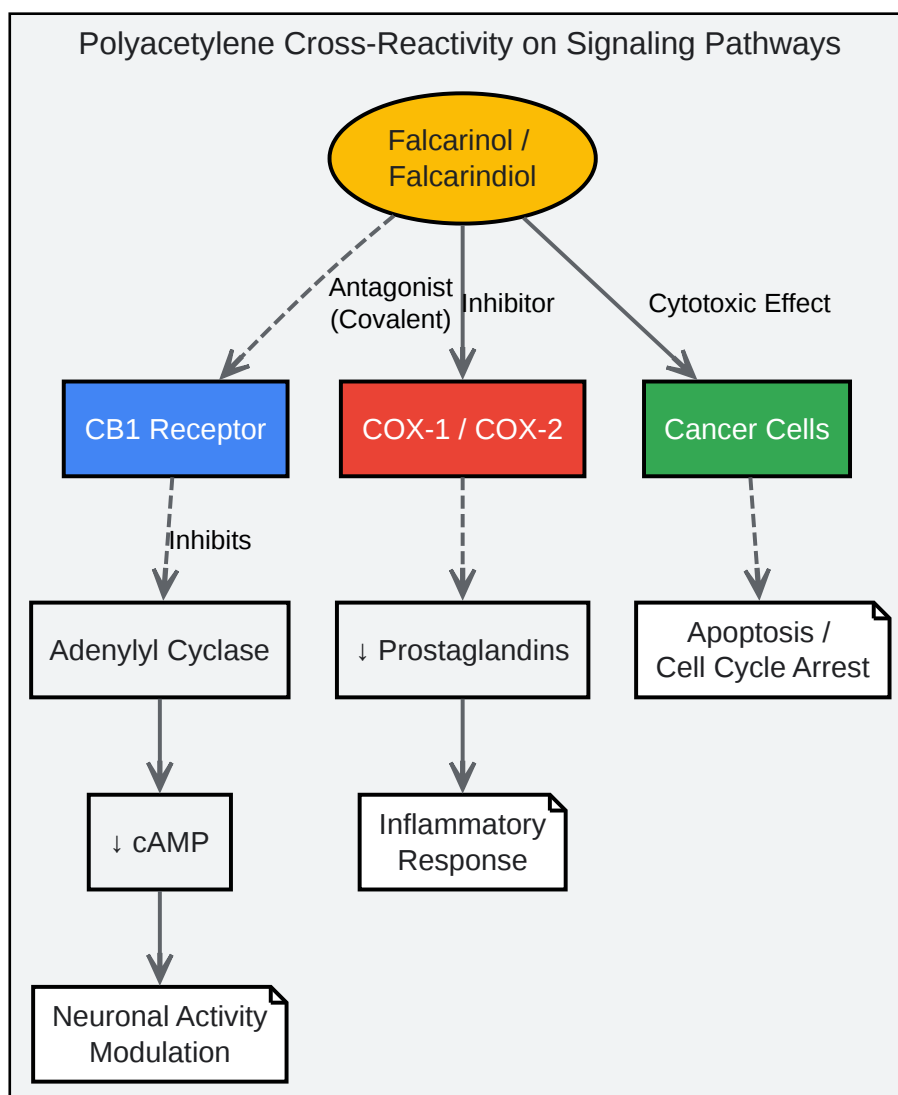 Polyacetylene Cross-Reactivity on Signaling Pathways
Falcarinol /
Falcarindiol
Antagonist
(Covalent)
Inhibitor
Cytotoxic Effect
CB1 Receptor
COX-1 / COX-2
Cancer Cells
Inhibits
Adenylyl Cyclase
↓ Prostaglandins
Apoptosis /
Cell Cycle Arrest
↓ cAMP
Inflammatory
Response
Neuronal Activity
Modulation